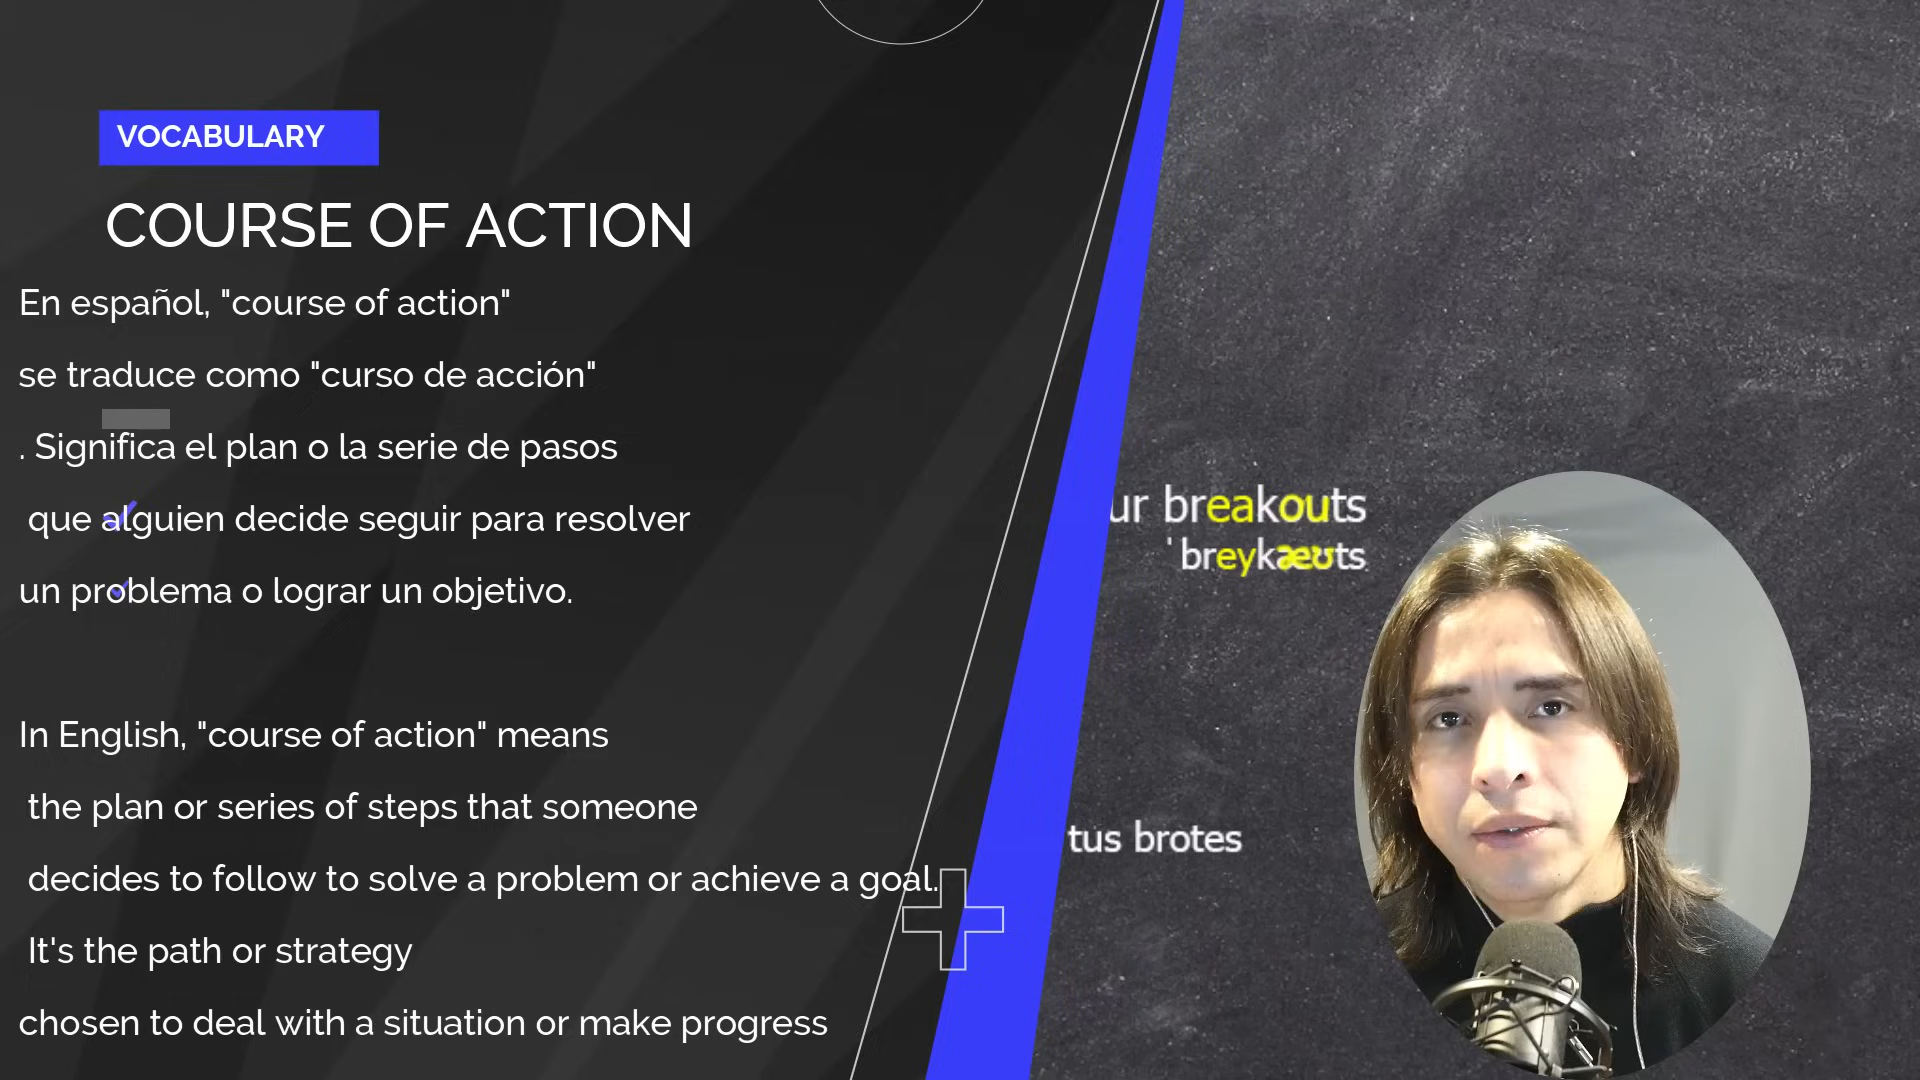 VOCABULARY
COURSE OF ACTION
En español, "course of action"
se traduce como "curso de acción"
. Significa el plan o la serie de pasos
que alguien decide seguir para resolver
un problema o lograr un objetivo.
In English, "course of action" means
the plan or series of steps that someone
decides to follow to solve a problem or achieve a goal.
It's the path or strategy
chosen to deal with a situation or make progress
ur breakouts
ˈbreykæʊts
tus brotes